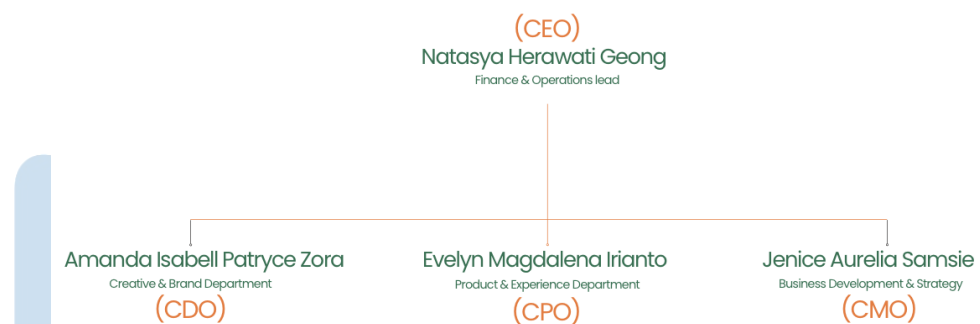 (CEO)
Natasya Herawati Geong
Finance & Operations lead
Amanda Isabell Patryce Zora
Creative & Brand Department
(CDO)
Evelyn Magdalena Irianto
Product & Experience Department
(CPO)
Jenice Aurelia Samsie
Business Development & Strategy
(CMO)